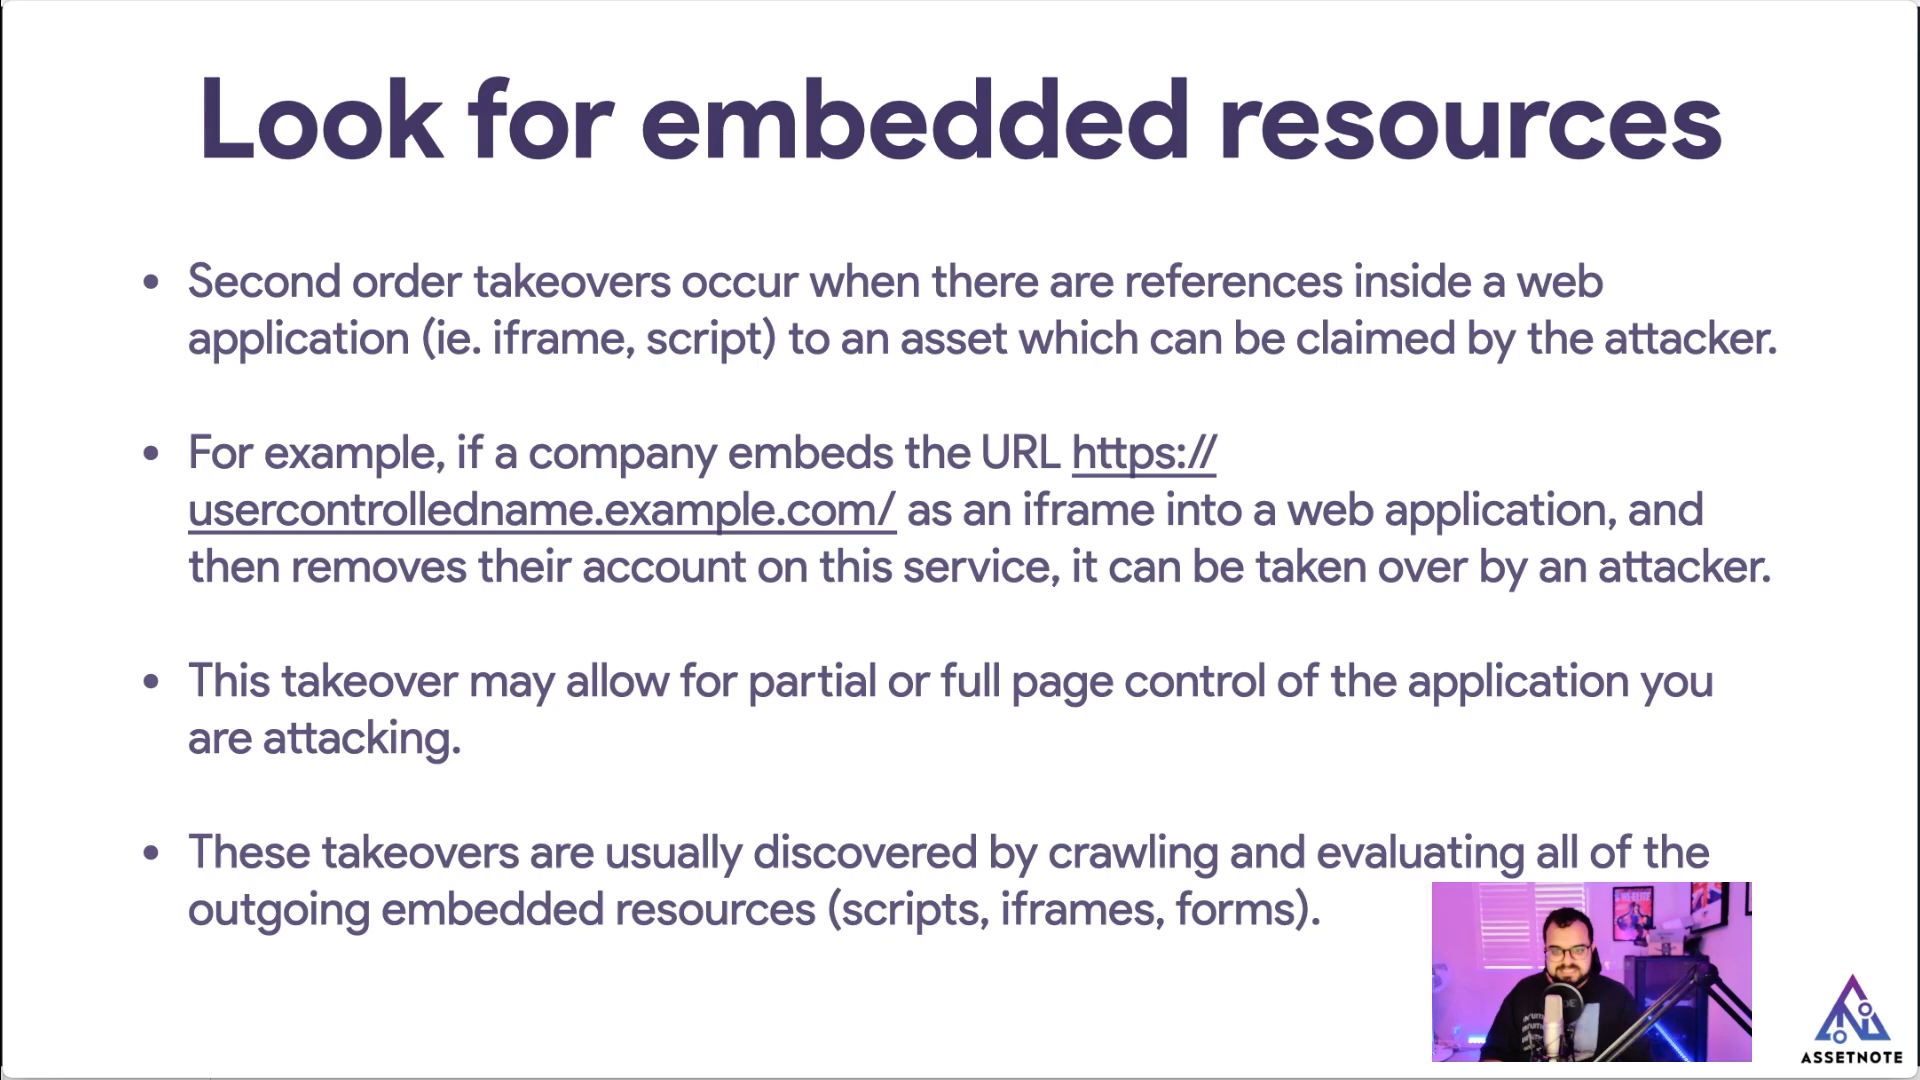 Look for embedded resources
• Second order takeovers occur when there are references inside a web
application (ie. iframe, script) to an asset which can be claimed by the attacker.
• For example, if a company embeds the URL https://
usercontrolledname.example.com/ as an iframe into a web application, and
then removes their account on this service, it can be taken over by an attacker.
• This takeover may allow for partial or full page control of the application you
are attacking.
• These takeovers are usually discovered by crawling and evaluating all of the
outgoing embedded resources (scripts, iframes, forms).
ASSETNOTE